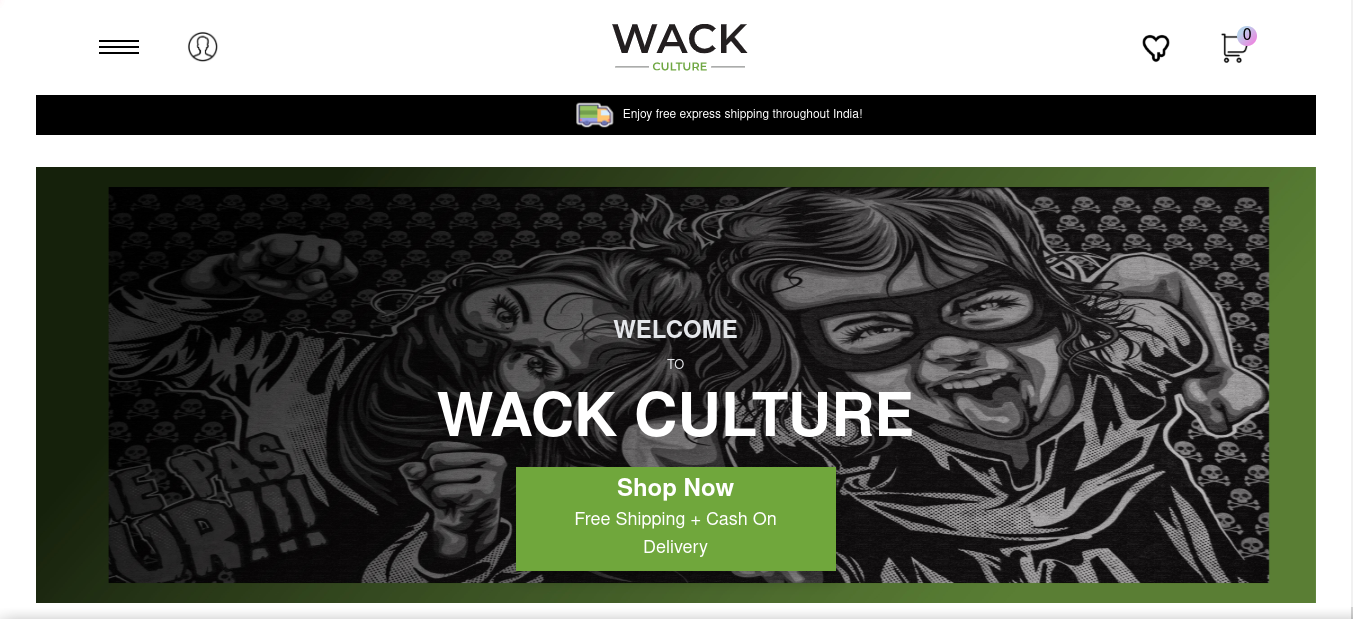 WACK
CULTURE
0
Enjoy free express shipping throughout India!
WELCOME
TO
WACK CULTURE
Shop Now
Free Shipping + Cash On
Delivery
PAS
UR!!!